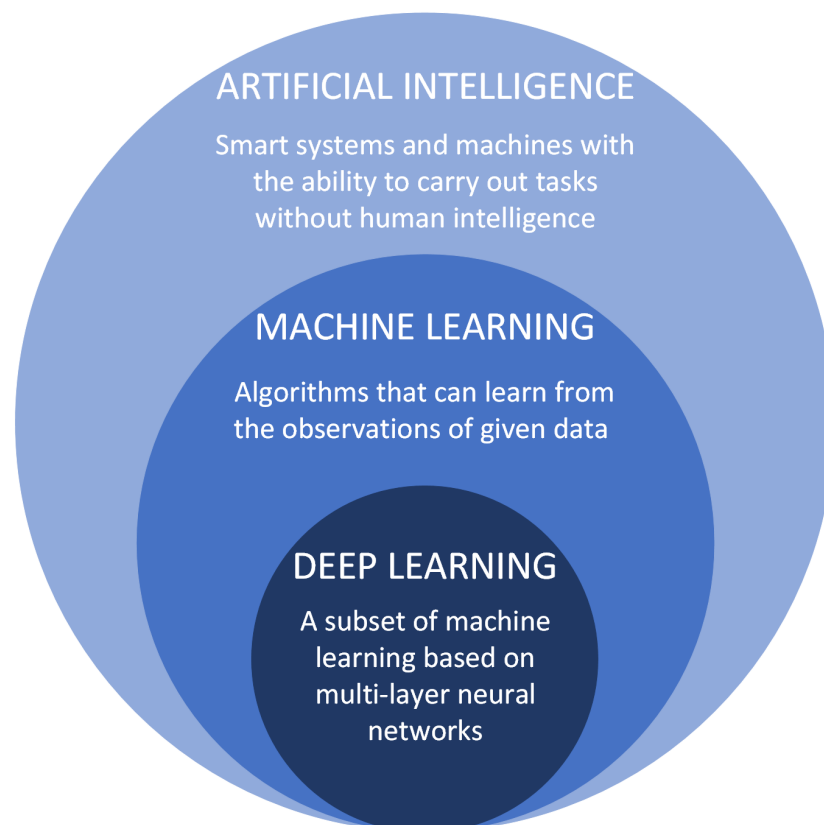 ARTIFICIAL INTELLIGENCE
Smart systems and machines with
the ability to carry out tasks
without human intelligence
MACHINE LEARNING
Algorithms that can learn from
the observations of given data
DEEP LEARNING
A subset of machine
learning based on
multi-layer neural
networks